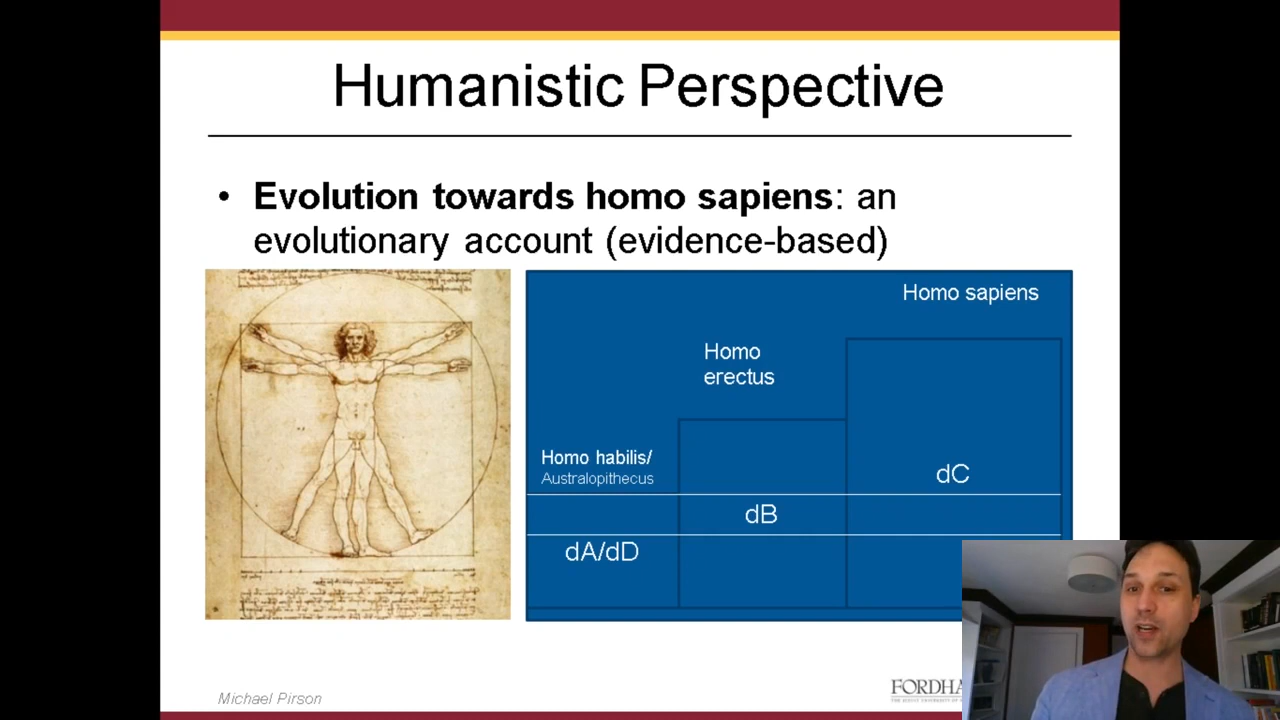 Humanistic Perspective
• Evolution towards homo sapiens: an
evolutionary account (evidence-based)
Homo sapiens
Homo
erectus
Homo habilis/
Australopithecus
dC
dB
dA/dD
Michael Pirson